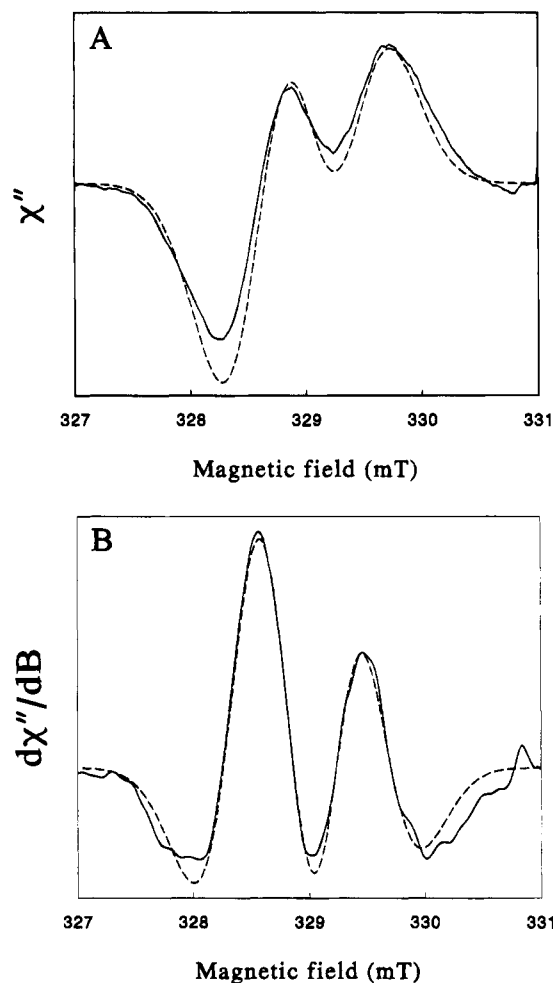 A
χ″
327 328 329 330 331
Magnetic field (mT)
B
dχ″/dB
327 328 329 330 331
Magnetic field (mT)